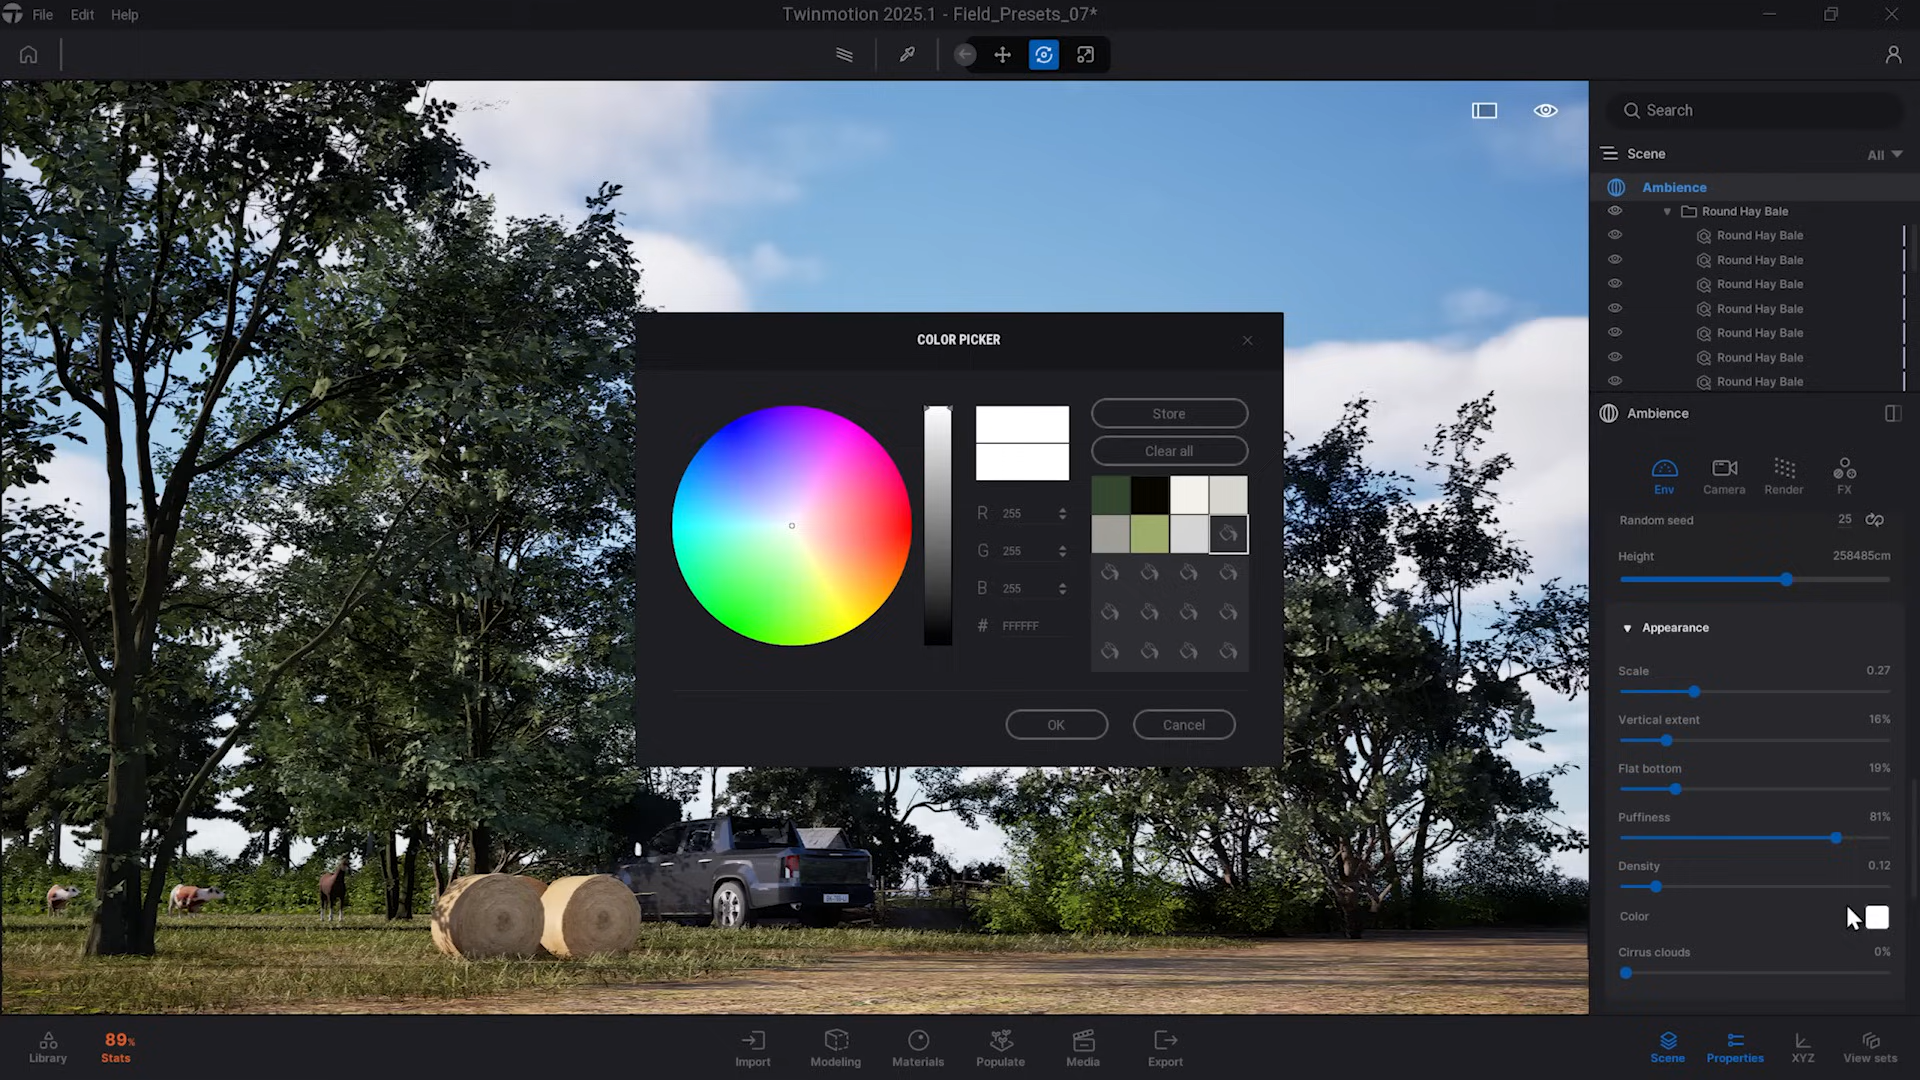 File Edit Help
Twinmotion 2025.1 - Field_Presets_07*
Search
Scene
All
Ambience
Round Hay Bale
Round Hay Bale
Round Hay Bale
Round Hay Bale
Round Hay Bale
Round Hay Bale
Round Hay Bale
Round Hay Bale
COLOR PICKER
Store
Clear all
R 255
G 255
B 255
# FFFFFF
OK Cancel
Ambience
Env Camera Render FX
Random seed 25
Height 258485cm
Appearance
Scale 0.27
Vertical extent 16%
Flat bottom 19%
Puffiness 81%
Density 0.12
Color
Cirrus clouds 0%
Library
89%
Stats
Import Modeling Materials Populate Media Export
Scene Properties XYZ View sets